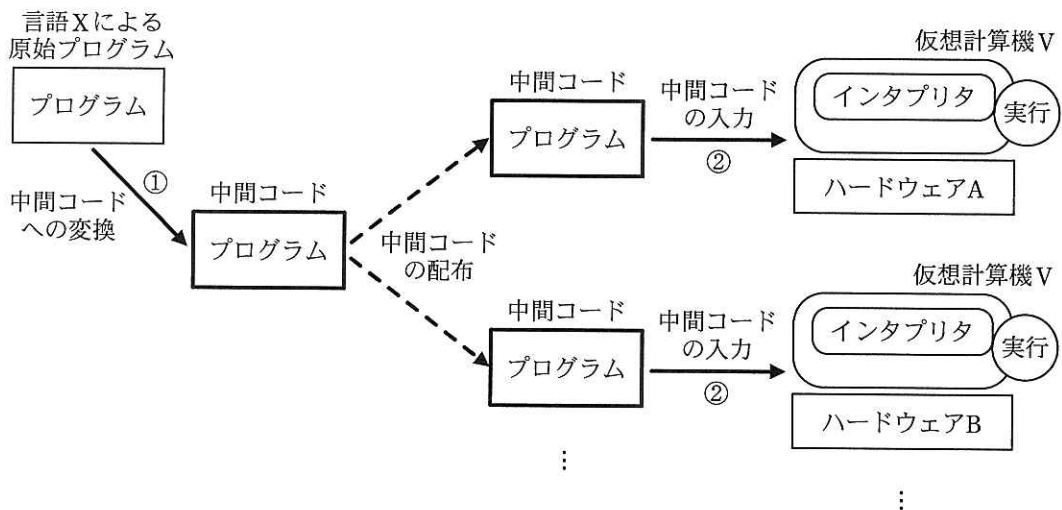 言語Xによる
原始プログラム
プログラム
①
中間コード
への変換
中間コード
プログラム
中間コード
の配布
中間コード
プログラム
中間コード
の入力
②
仮想計算機V
インタプリタ
実行
ハードウェアA
中間コード
プログラム
中間コード
の入力
②
仮想計算機V
インタプリタ
実行
ハードウェアB
⋮
⋮